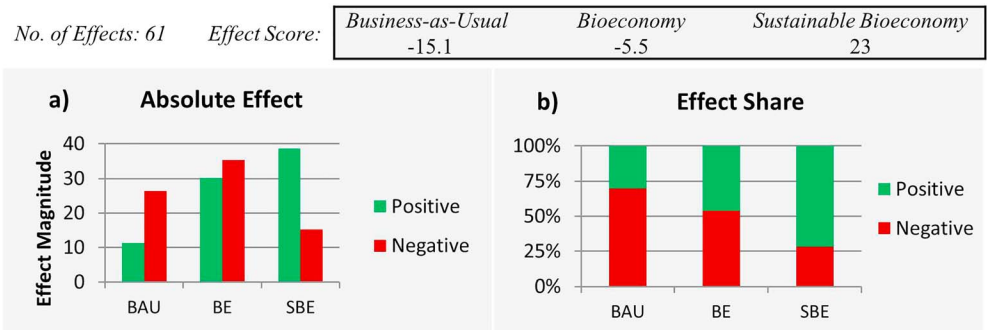 No. of Effects: 61 Effect Score:
Business-as-Usual Bioeconomy Sustainable Bioeconomy
-15.1 -5.5 23
a) Absolute Effect
Effect Magnitude
40
30
20
10
0
BAU BE SBE
Positive
Negative
b) Effect Share
100%
75%
50%
25%
0%
BAU BE SBE
Positive
Negative